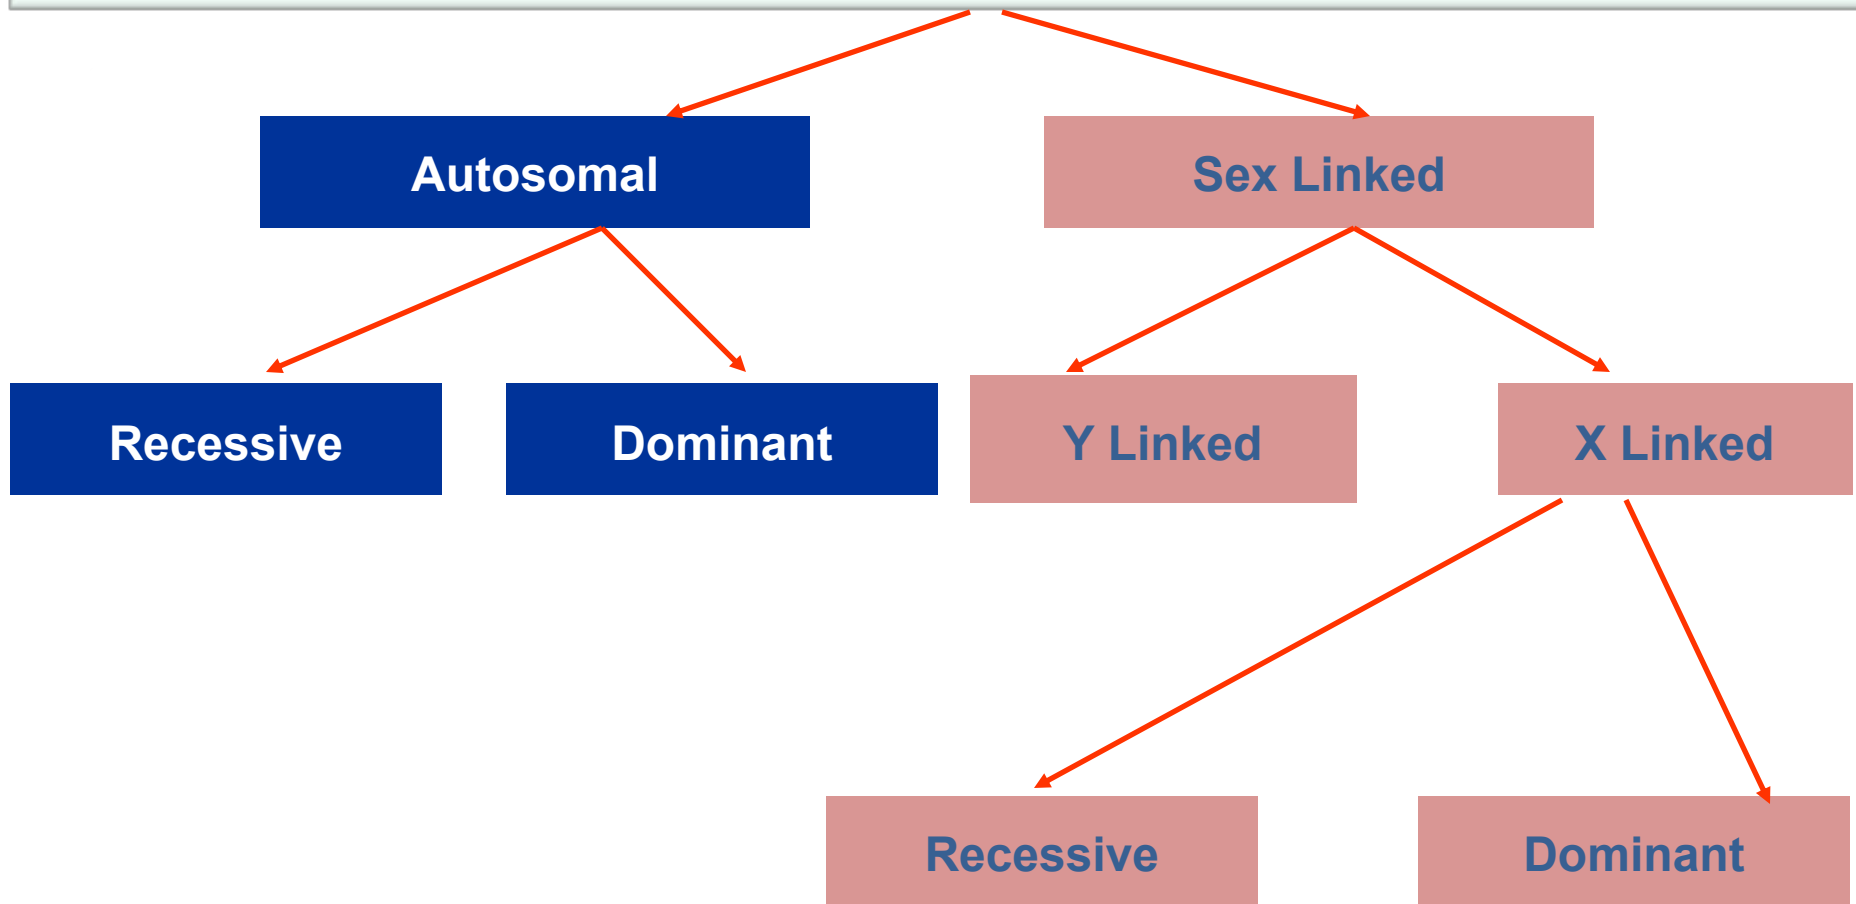 Autosomal
Sex Linked
Recessive
Dominant
Y Linked
X Linked
Recessive
Dominant